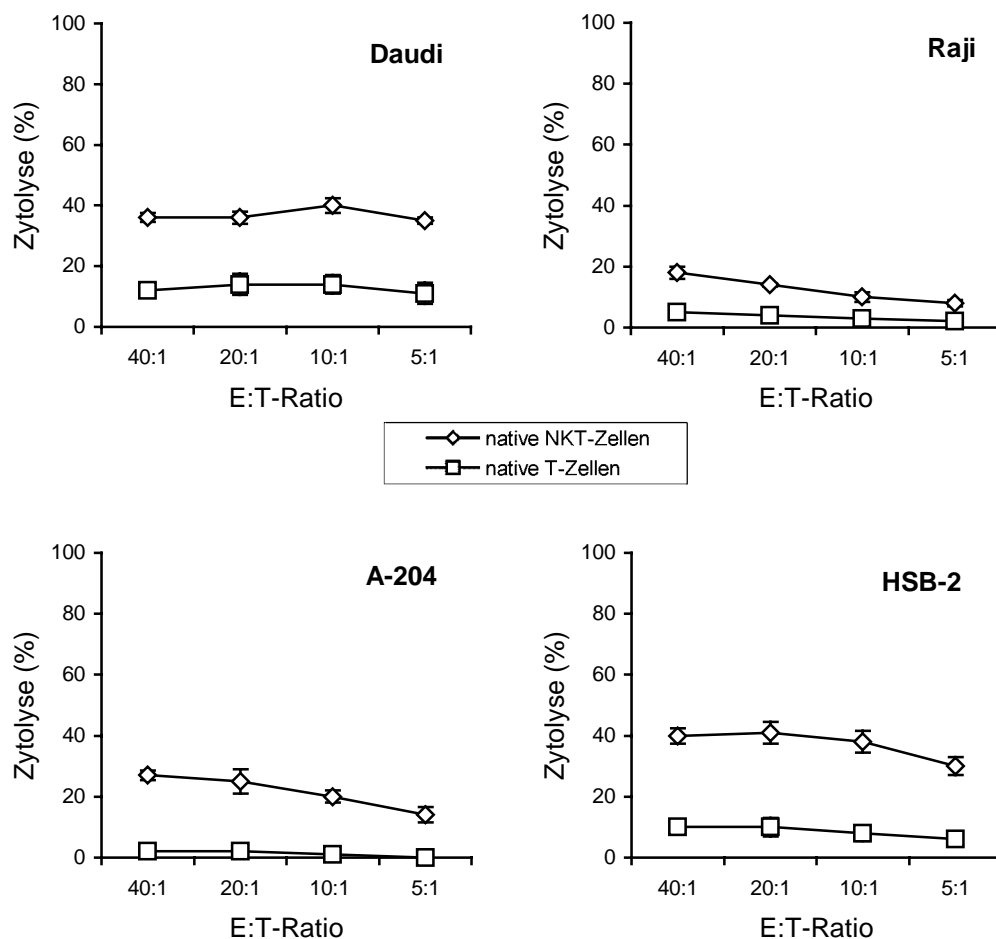 Daudi
Zytolyse (%)
100
80
60
40
20
0
40:1 20:1 10:1 5:1
E:T-Ratio
Raji
Zytolyse (%)
100
80
60
40
20
0
40:1 20:1 10:1 5:1
E:T-Ratio
native NKT-Zellen
native T-Zellen
A-204
Zytolyse (%)
100
80
60
40
20
0
40:1 20:1 10:1 5:1
E:T-Ratio
HSB-2
Zytolyse (%)
100
80
60
40
20
0
40:1 20:1 10:1 5:1
E:T-Ratio